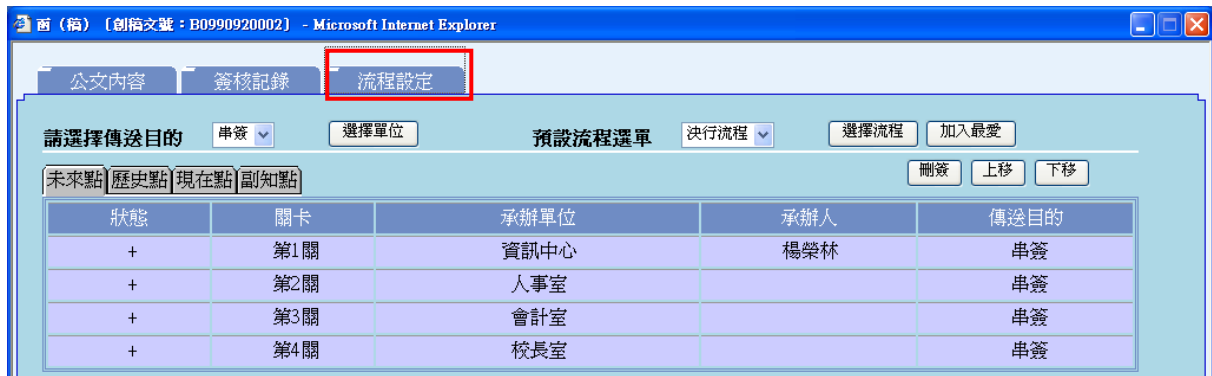 函（稿）〔創稿文號：B0990920002〕 - Microsoft Internet Explorer
公文內容 簽核記錄 流程設定
請選擇傳送目的 串簽 選擇單位 預設流程選單 決行流程 選擇流程 加入最愛
未來點 歷史點 現在點 副知點 刪簽 上移 下移
狀態 關卡 承辦單位 承辦人 傳送目的
+ 第1關 資訊中心 楊榮林 串簽
+ 第2關 人事室 串簽
+ 第3關 會計室 串簽
+ 第4關 校長室 串簽